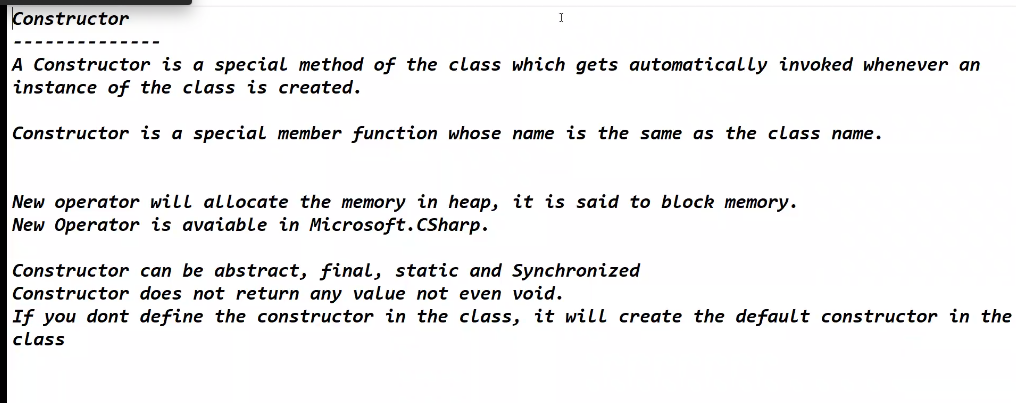 Constructor
--------------
A Constructor is a special method of the class which gets automatically invoked whenever an
instance of the class is created.
Constructor is a special member function whose name is the same as the class name.
New operator will allocate the memory in heap, it is said to block memory.
New Operator is avaiable in Microsoft.CSharp.
Constructor can be abstract, final, static and Synchronized
Constructor does not return any value not even void.
If you dont define the constructor in the class, it will create the default constructor in the
class